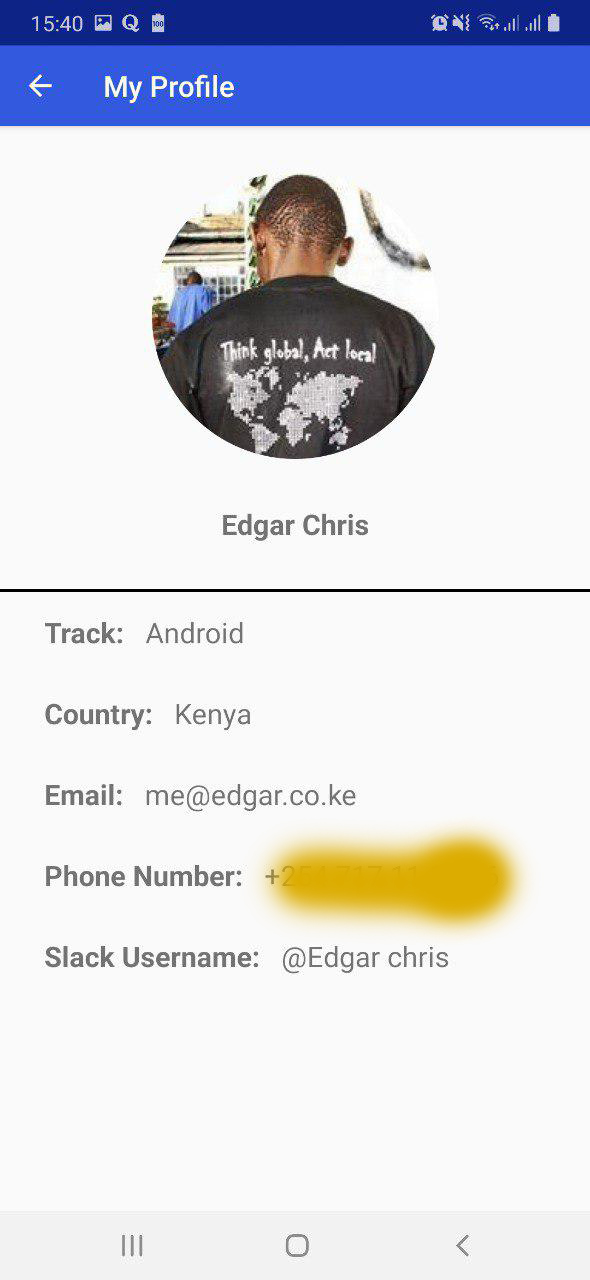 15:40
My Profile
Think global, Act local
Edgar Chris
Track: Android
Country: Kenya
Email: me@edgar.co.ke
Phone Number:
Slack Username: @Edgar chris